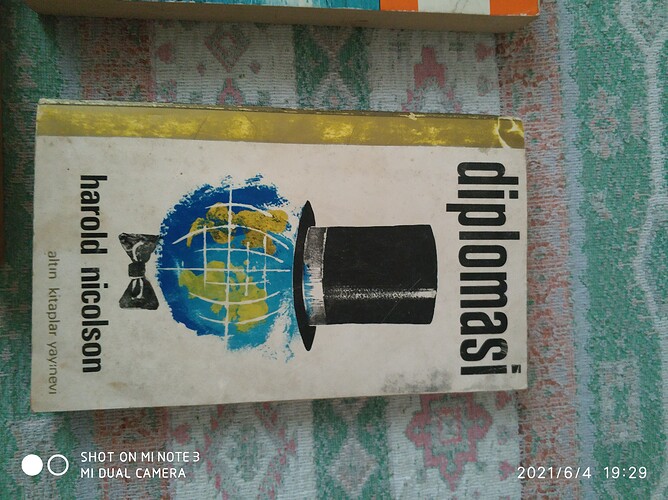 diplomasi
harold nicolson
altın kitaplar yayınevi
SHOT ON MI NOTE 3
MI DUAL CAMERA
2021/6/4 19:29